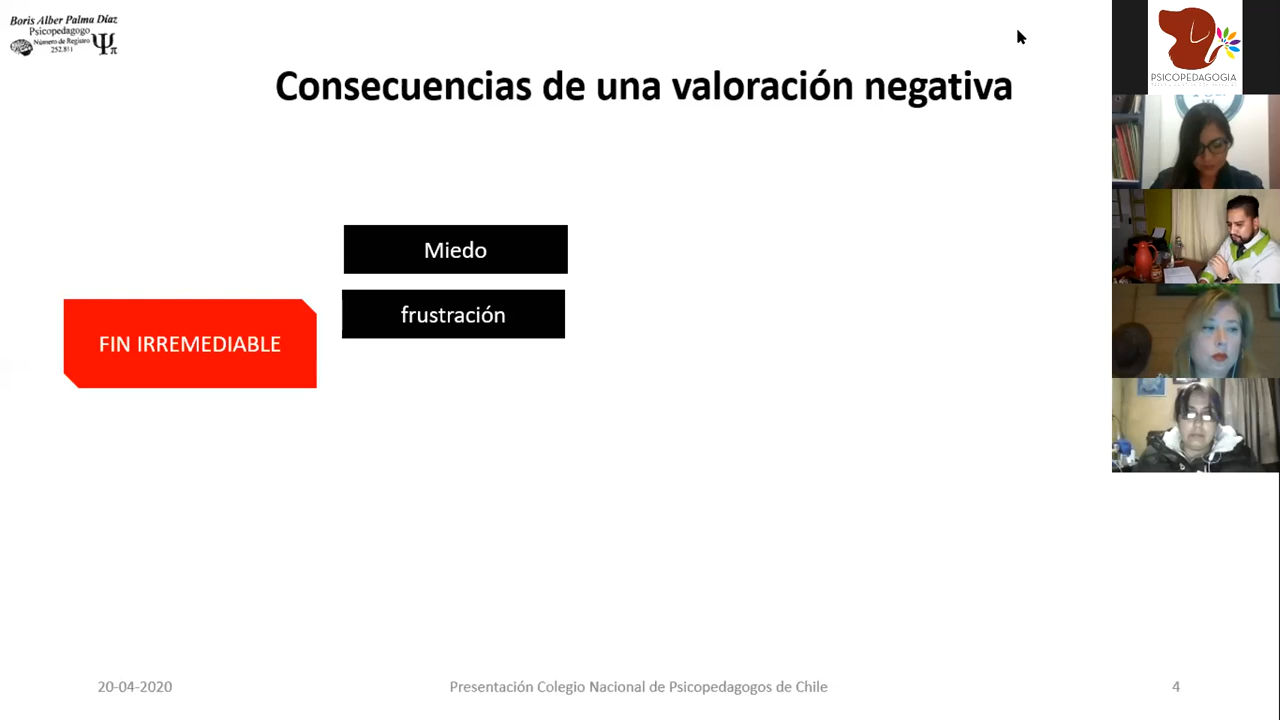 Boris Alber Palma Díaz
Psicopedagogo
Número de Registro
252.811
Consecuencias de una valoración negativa
Miedo
frustración
FIN IRREMEDIABLE
20-04-2020
Presentación Colegio Nacional de Psicopedagogos de Chile
4
PSICOPEDAGOGIA